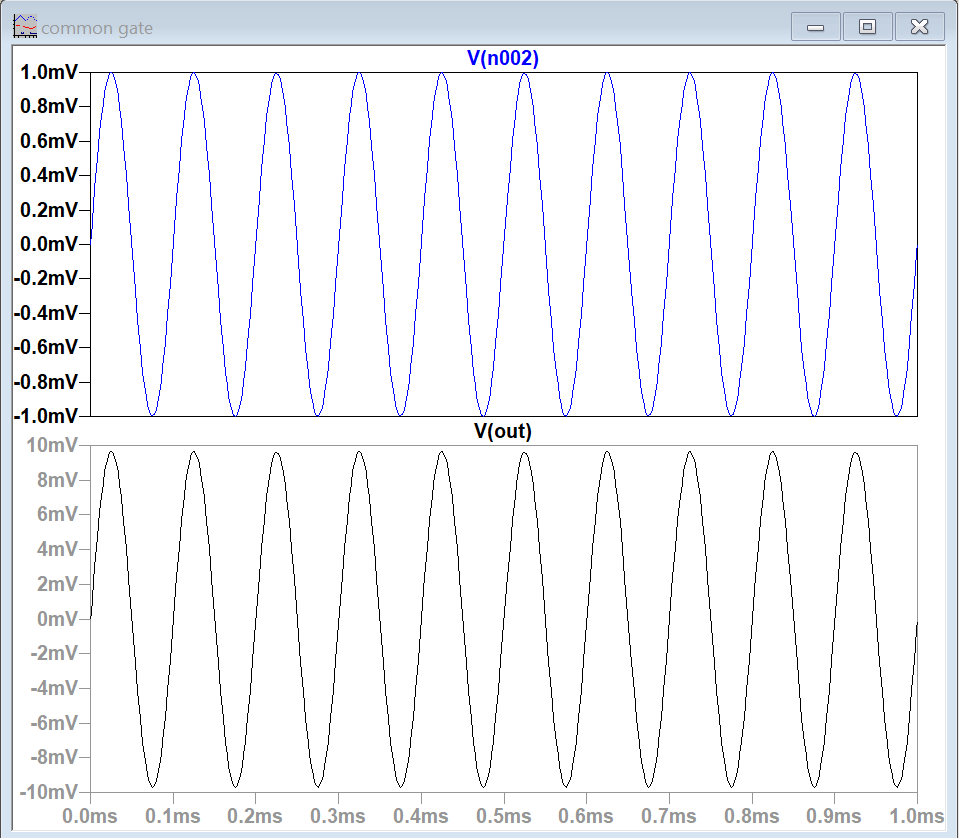 common gate
V(n002)
1.0mV
0.8mV
0.6mV
0.4mV
0.2mV
0.0mV
-0.2mV
-0.4mV
-0.6mV
-0.8mV
-1.0mV
V(out)
10mV
8mV
6mV
4mV
2mV
0mV
-2mV
-4mV
-6mV
-8mV
-10mV
0.0ms 0.1ms 0.2ms 0.3ms 0.4ms 0.5ms 0.6ms 0.7ms 0.8ms 0.9ms 1.0ms